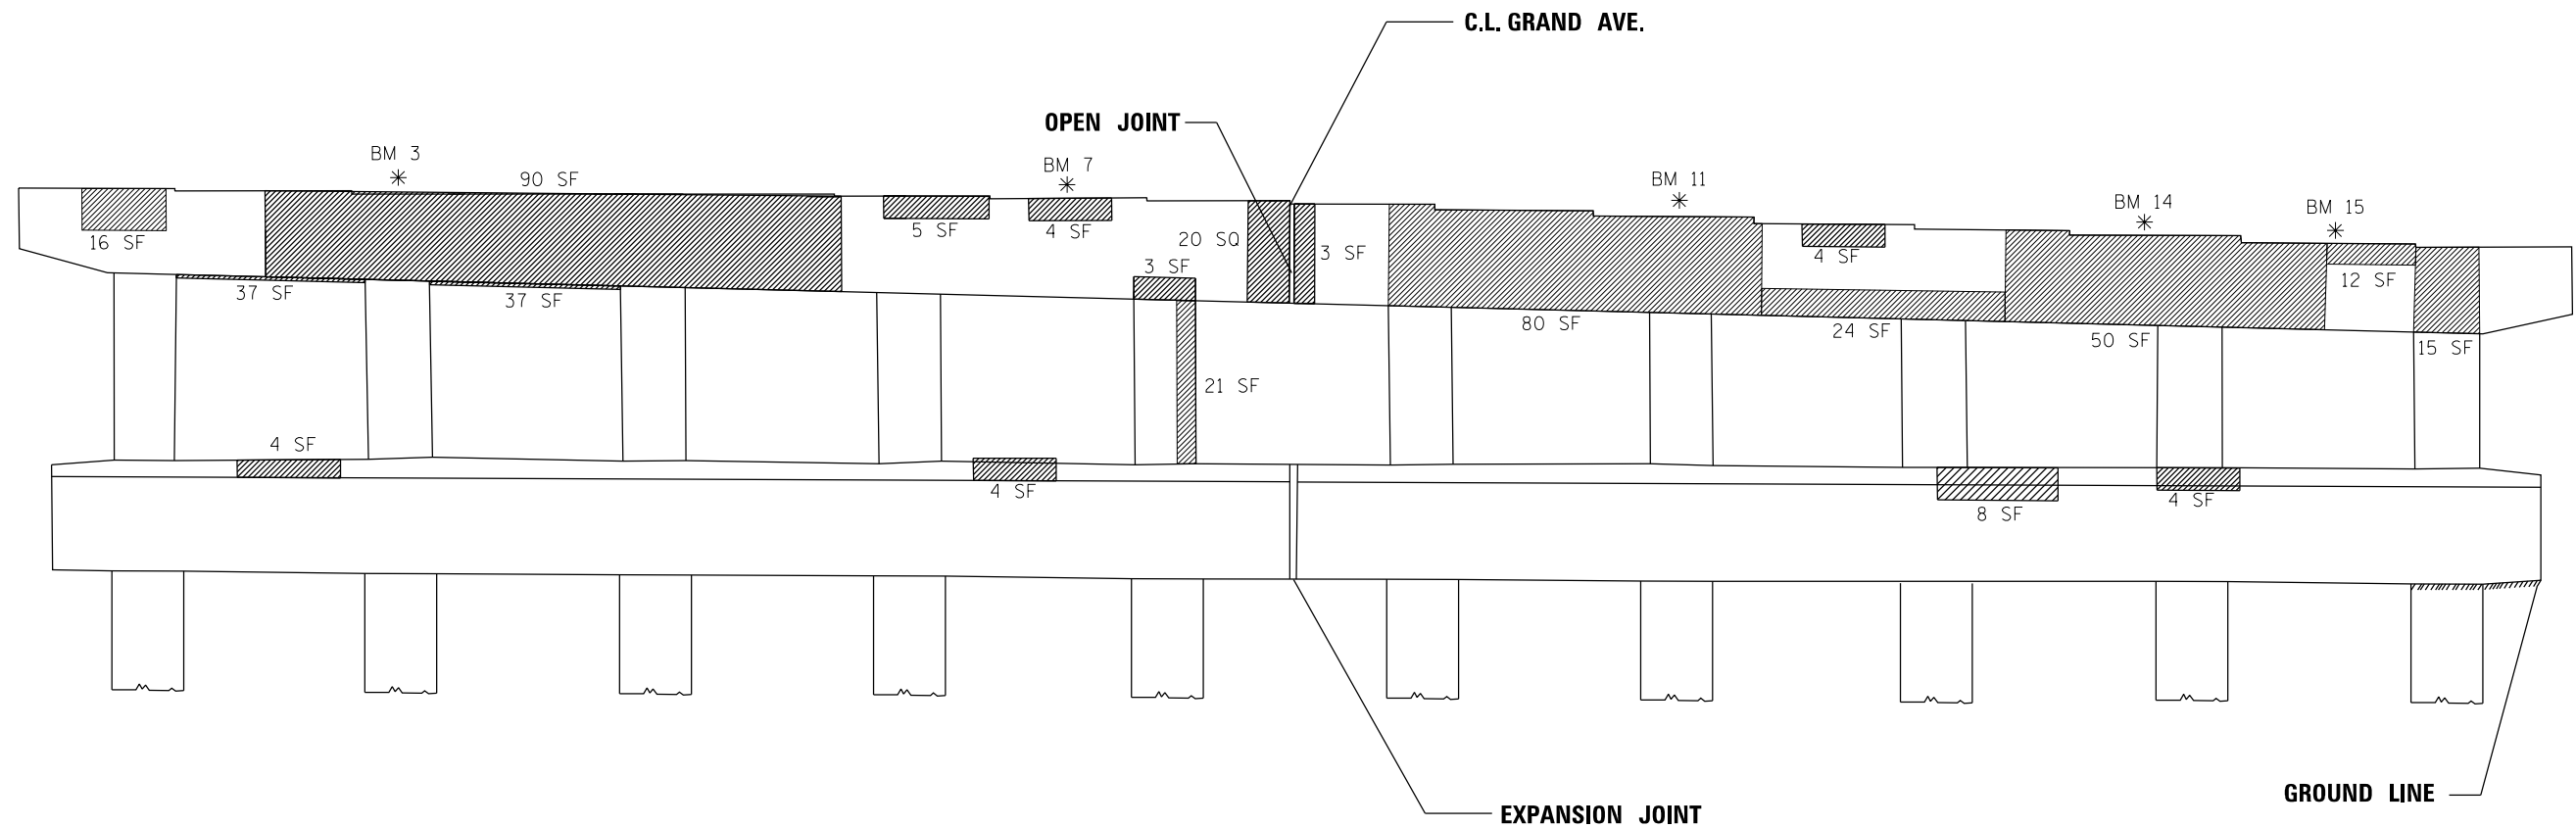 C.L. GRAND AVE.
OPEN JOINT
BM 3
90 SF
BM 7
BM 11
BM 14
BM 15
16 SF
5 SF
4 SF
20 SQ
3 SF
3 SF
4 SF
12 SF
37 SF
37 SF
80 SF
24 SF
50 SF
15 SF
21 SF
4 SF
4 SF
8 SF
4 SF
GROUND LINE
EXPANSION JOINT